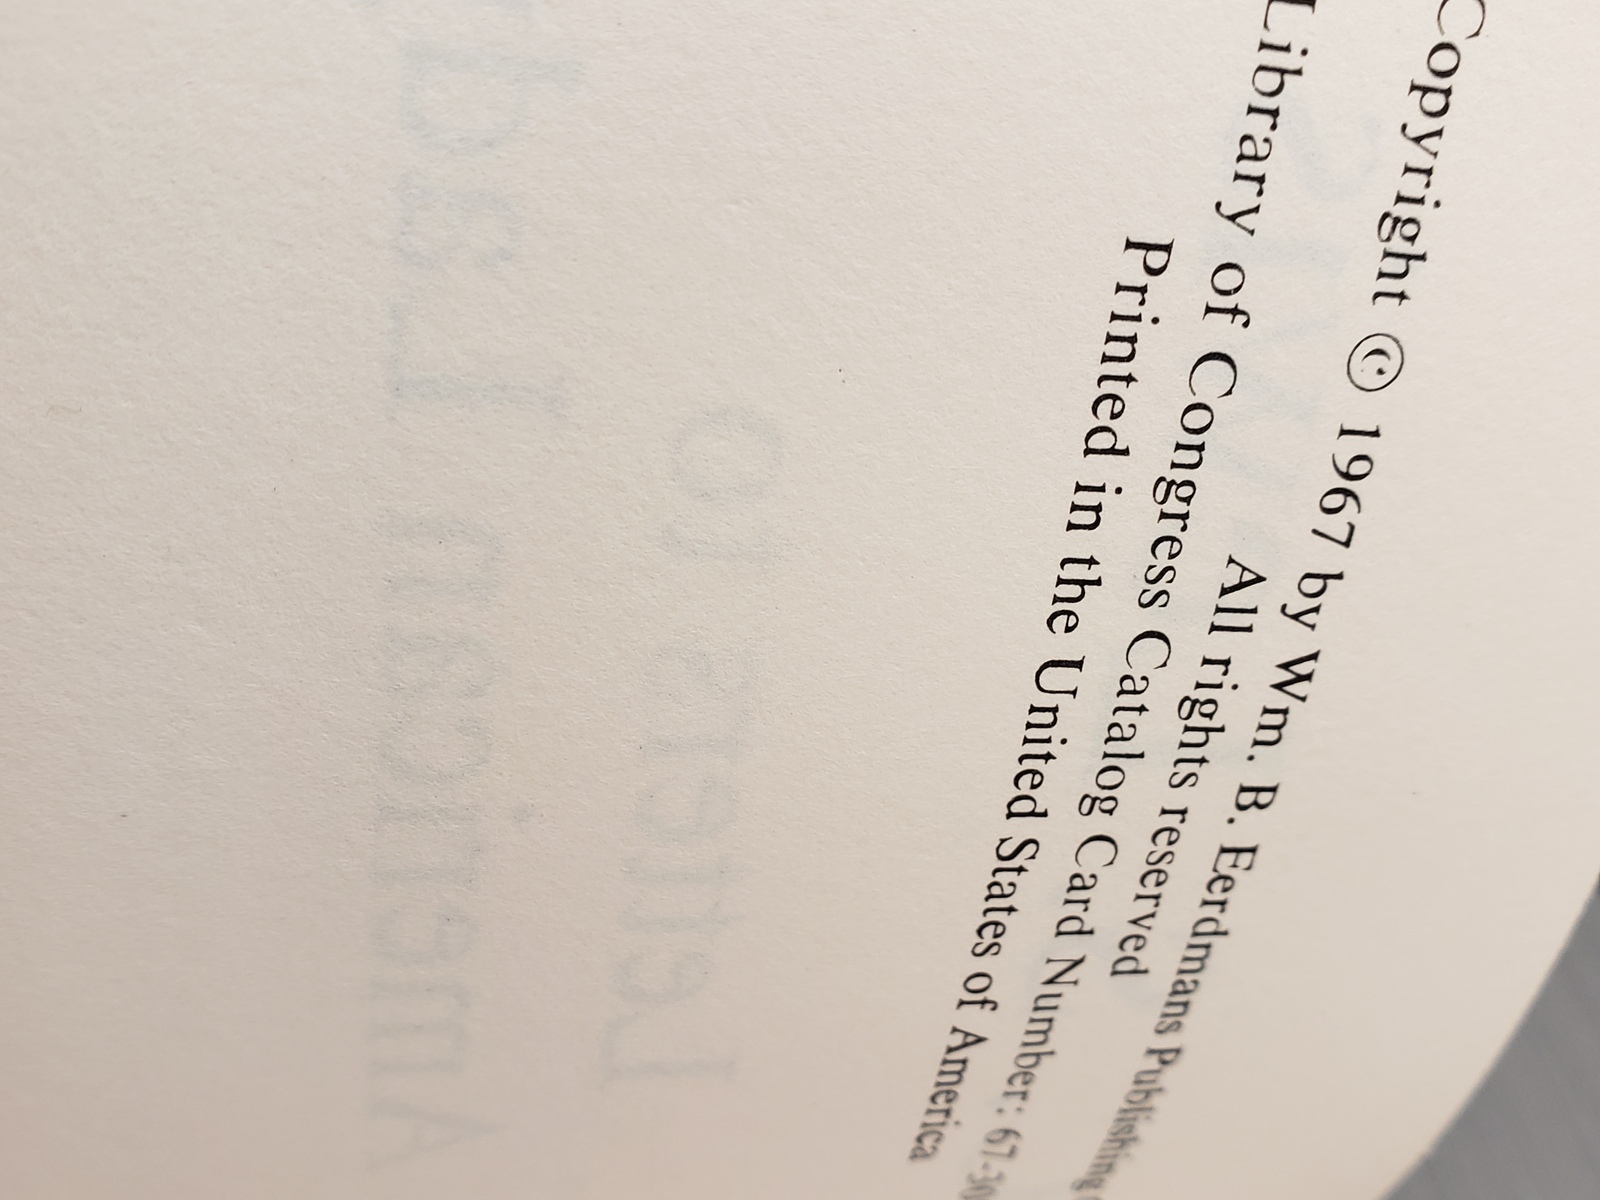 Copyright © 1967 by Wm. B. Eerdmans Publishing
All rights reserved
Library of Congress Catalog Card Number: 67-30
Printed in the United States of America